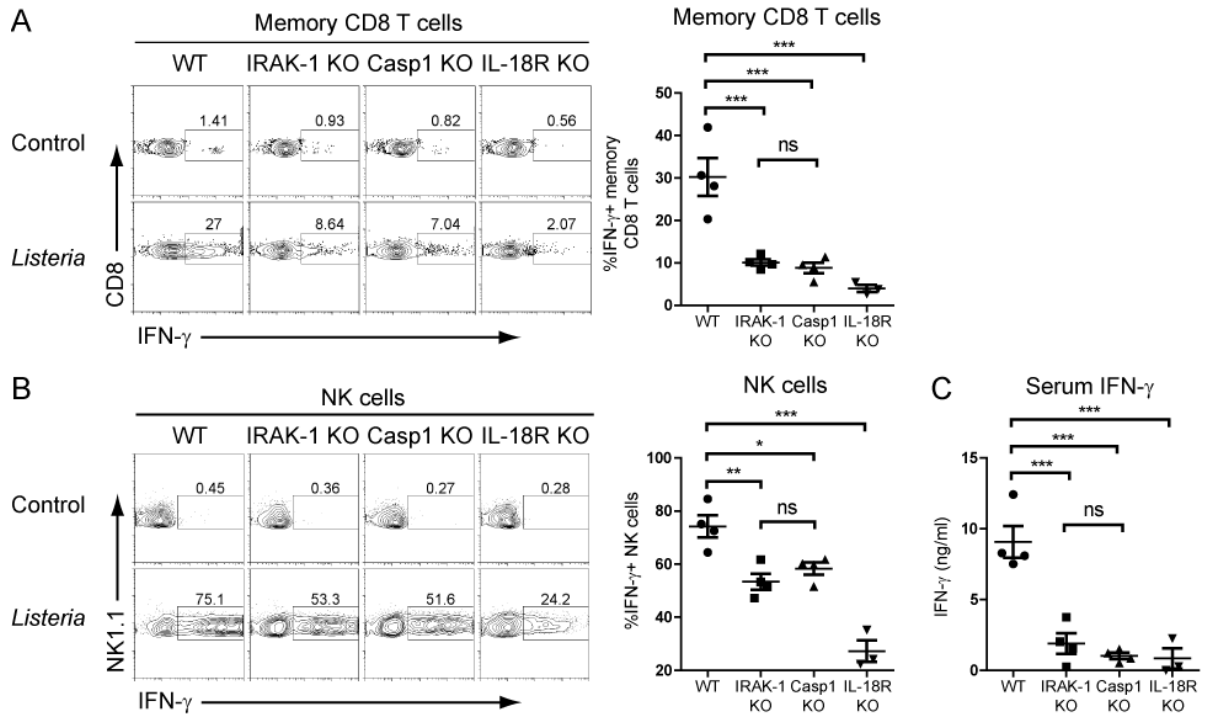 A
Memory CD8 T cells
WT IRAK-1 KO Casp1 KO IL-18R KO
Control
1.41 0.93 0.82 0.56
Listeria
27 8.64 7.04 2.07
CD8
IFN-γ
Memory CD8 T cells
***
***
***
ns
%IFN-γ+ memory
CD8 T cells
50
40
30
20
10
0
WT IRAK-1 KO Casp1 KO IL-18R KO
B
NK cells
WT IRAK-1 KO Casp1 KO IL-18R KO
Control
0.45 0.36 0.27 0.28
Listeria
75.1 53.3 51.6 24.2
NK1.1
IFN-γ
NK cells
***
*
**
ns
%IFN-γ+ NK cells
100
80
60
40
20
WT IRAK-1 KO Casp1 KO IL-18R KO
C
Serum IFN-γ
***
***
***
ns
IFN-γ (ng/ml)
15
10
5
0
WT IRAK-1 KO Casp1 KO IL-18R KO